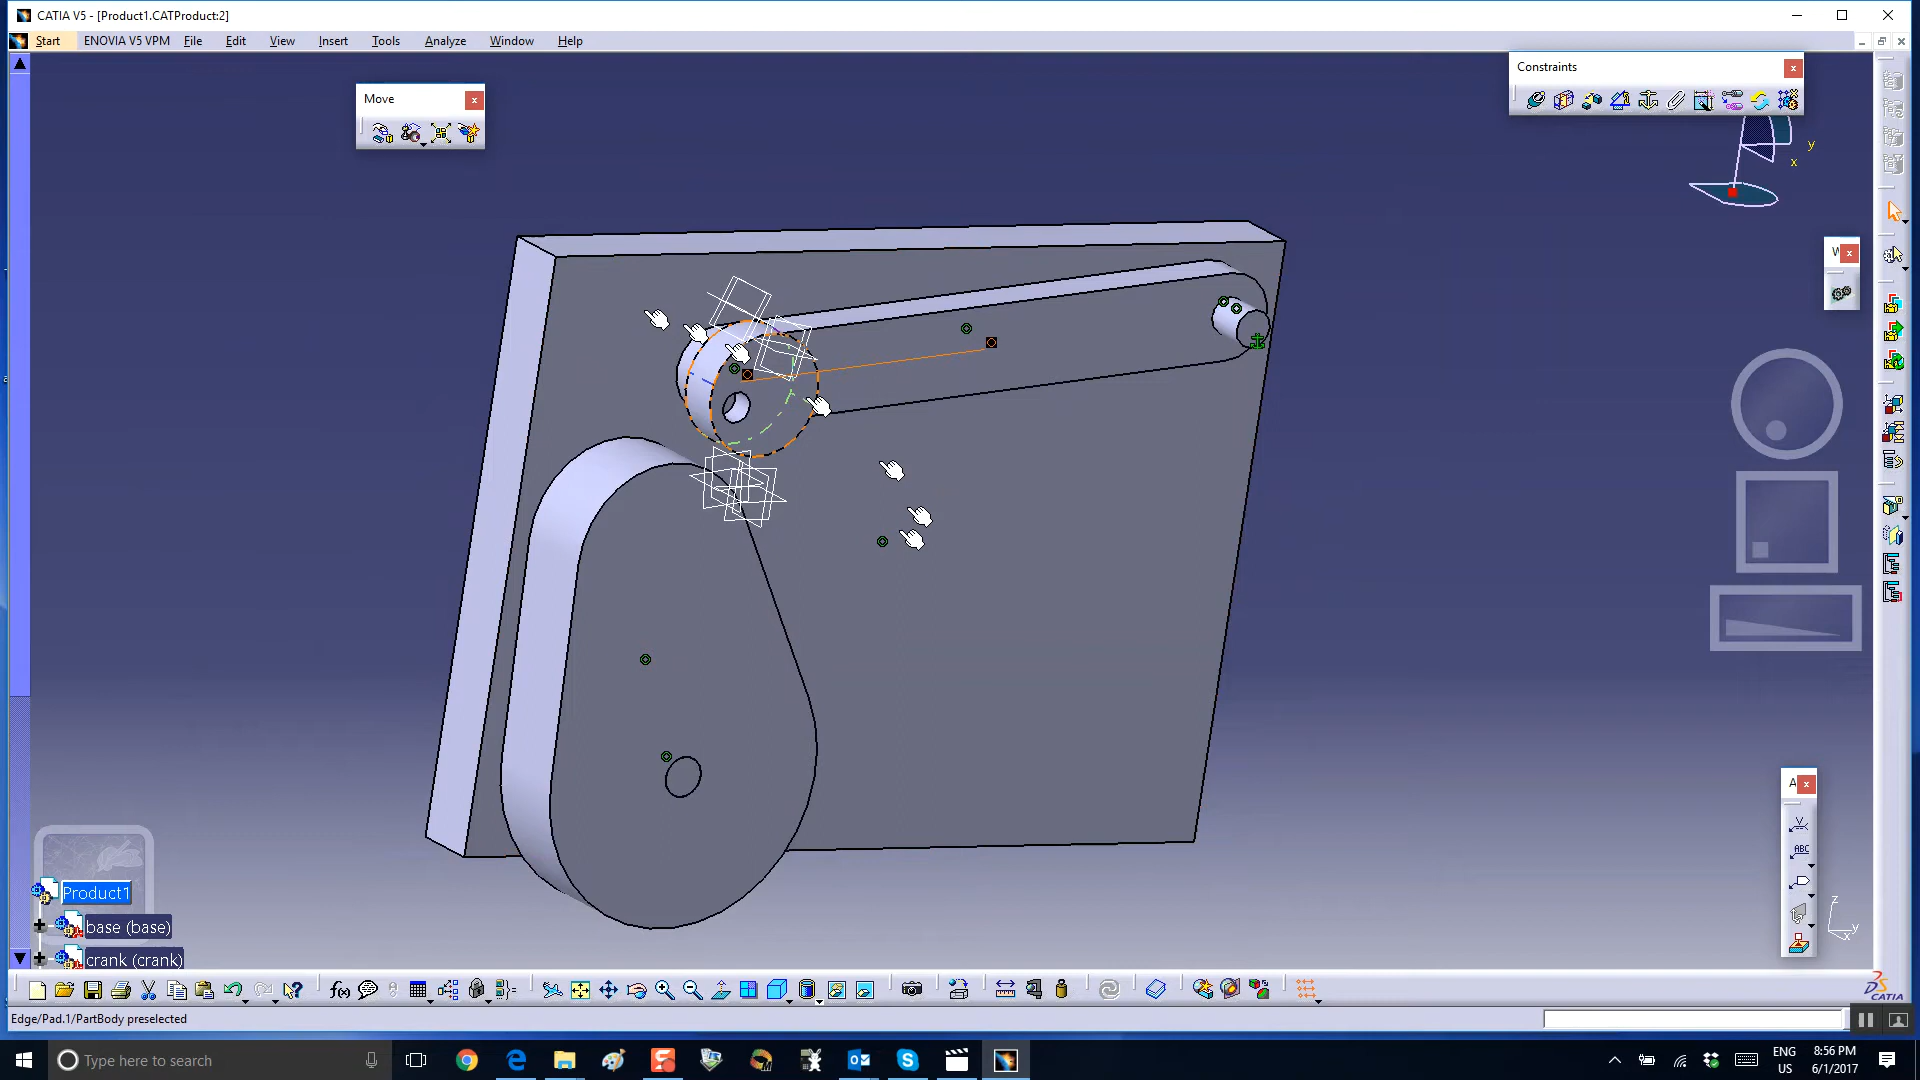 CATIA V5 - [Product1.CATProduct:2]
Start ENOVIA V5 VPM File Edit View Insert Tools Analyze Window Help
Move
Constraints
y
x
W
A
ABC
z
y
x
Product1
base (base)
crank (crank)
f(x)
CATIA
Edge/Pad.1/PartBody preselected
Type here to search
ENG
US
8:56 PM
6/1/2017